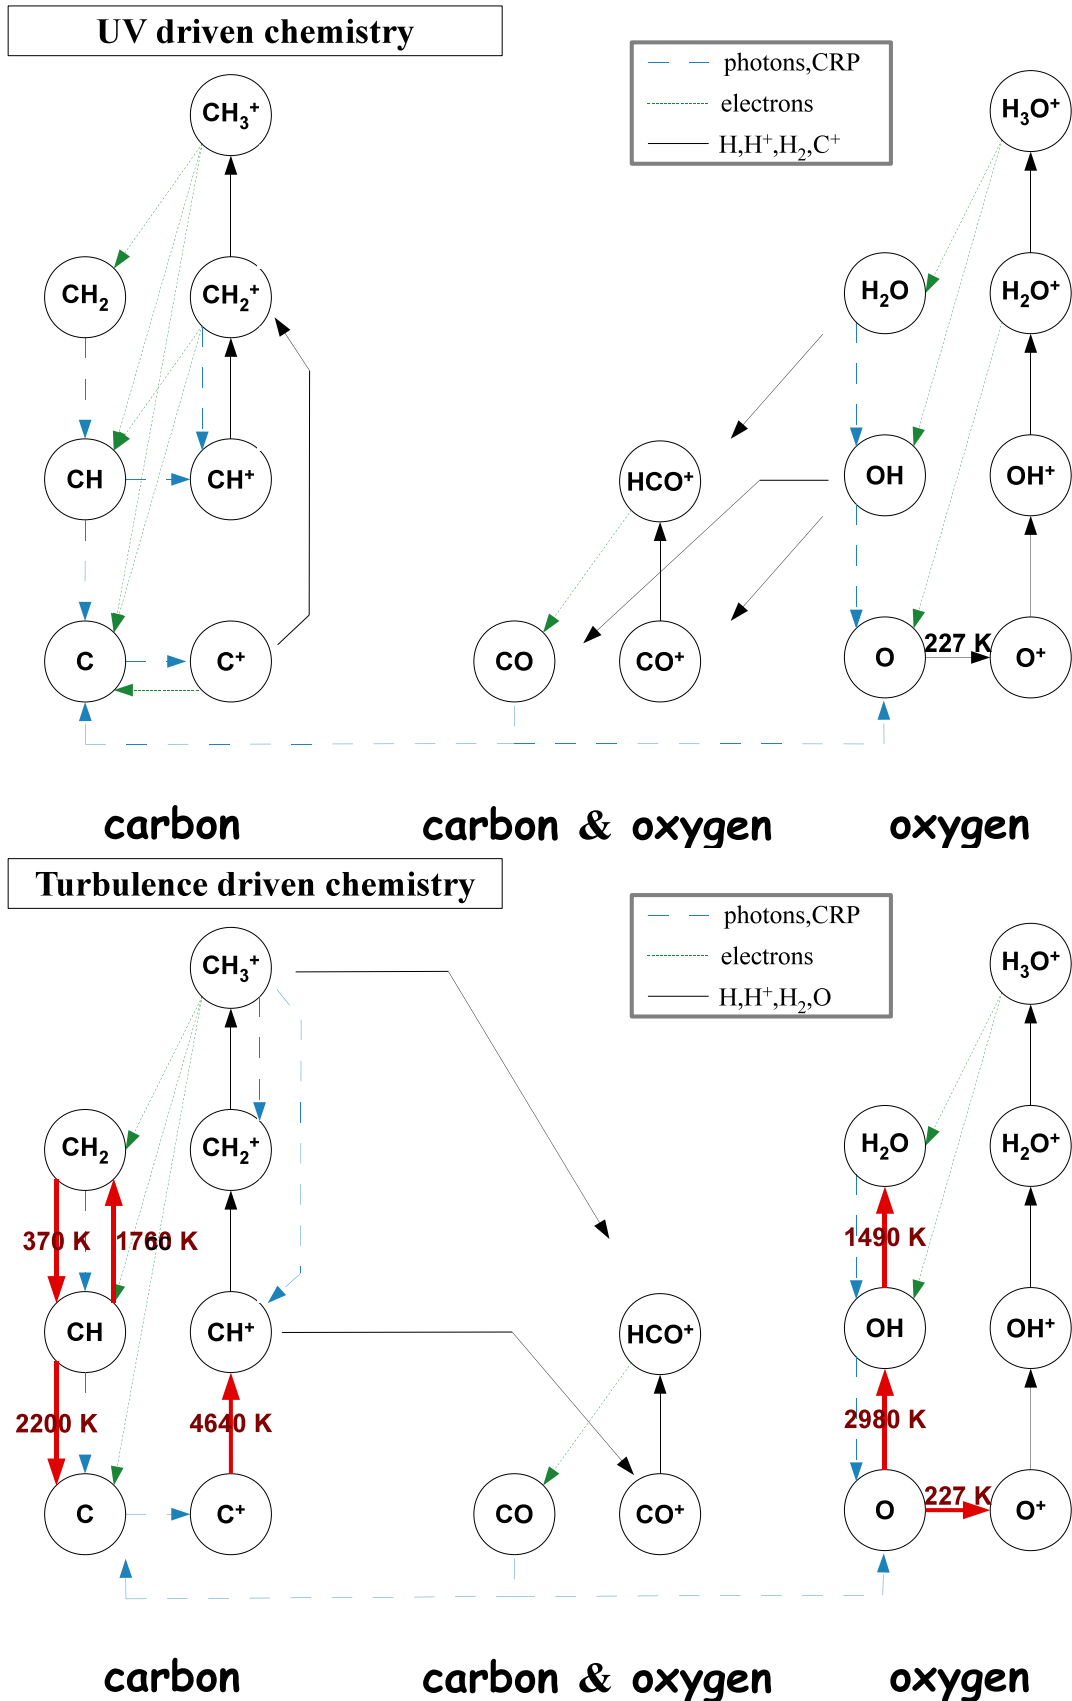 UV driven chemistry
photons,CRP
electrons
H,H⁺,H₂,C⁺
CH₃⁺
H₃O⁺
CH₂
CH₂⁺
H₂O
H₂O⁺
CH
CH⁺
HCO⁺
OH
OH⁺
C
C⁺
CO
CO⁺
O
227 K
O⁺
carbon
carbon & oxygen
oxygen
Turbulence driven chemistry
photons,CRP
electrons
H,H⁺,H₂,O
CH₃⁺
H₃O⁺
CH₂
CH₂⁺
H₂O
H₂O⁺
370 K
1760 K
1490 K
CH
CH⁺
HCO⁺
OH
OH⁺
2200 K
4640 K
2980 K
C
C⁺
CO
CO⁺
O
227 K
O⁺
carbon
carbon & oxygen
oxygen